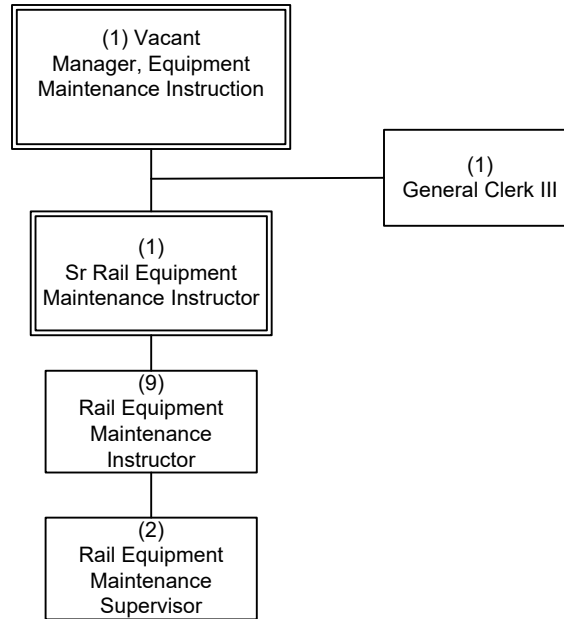 (1) Vacant
Manager, Equipment
Maintenance Instruction
(1)
General Clerk III
(1)
Sr Rail Equipment
Maintenance Instructor
(9)
Rail Equipment
Maintenance
Instructor
(2)
Rail Equipment
Maintenance
Supervisor